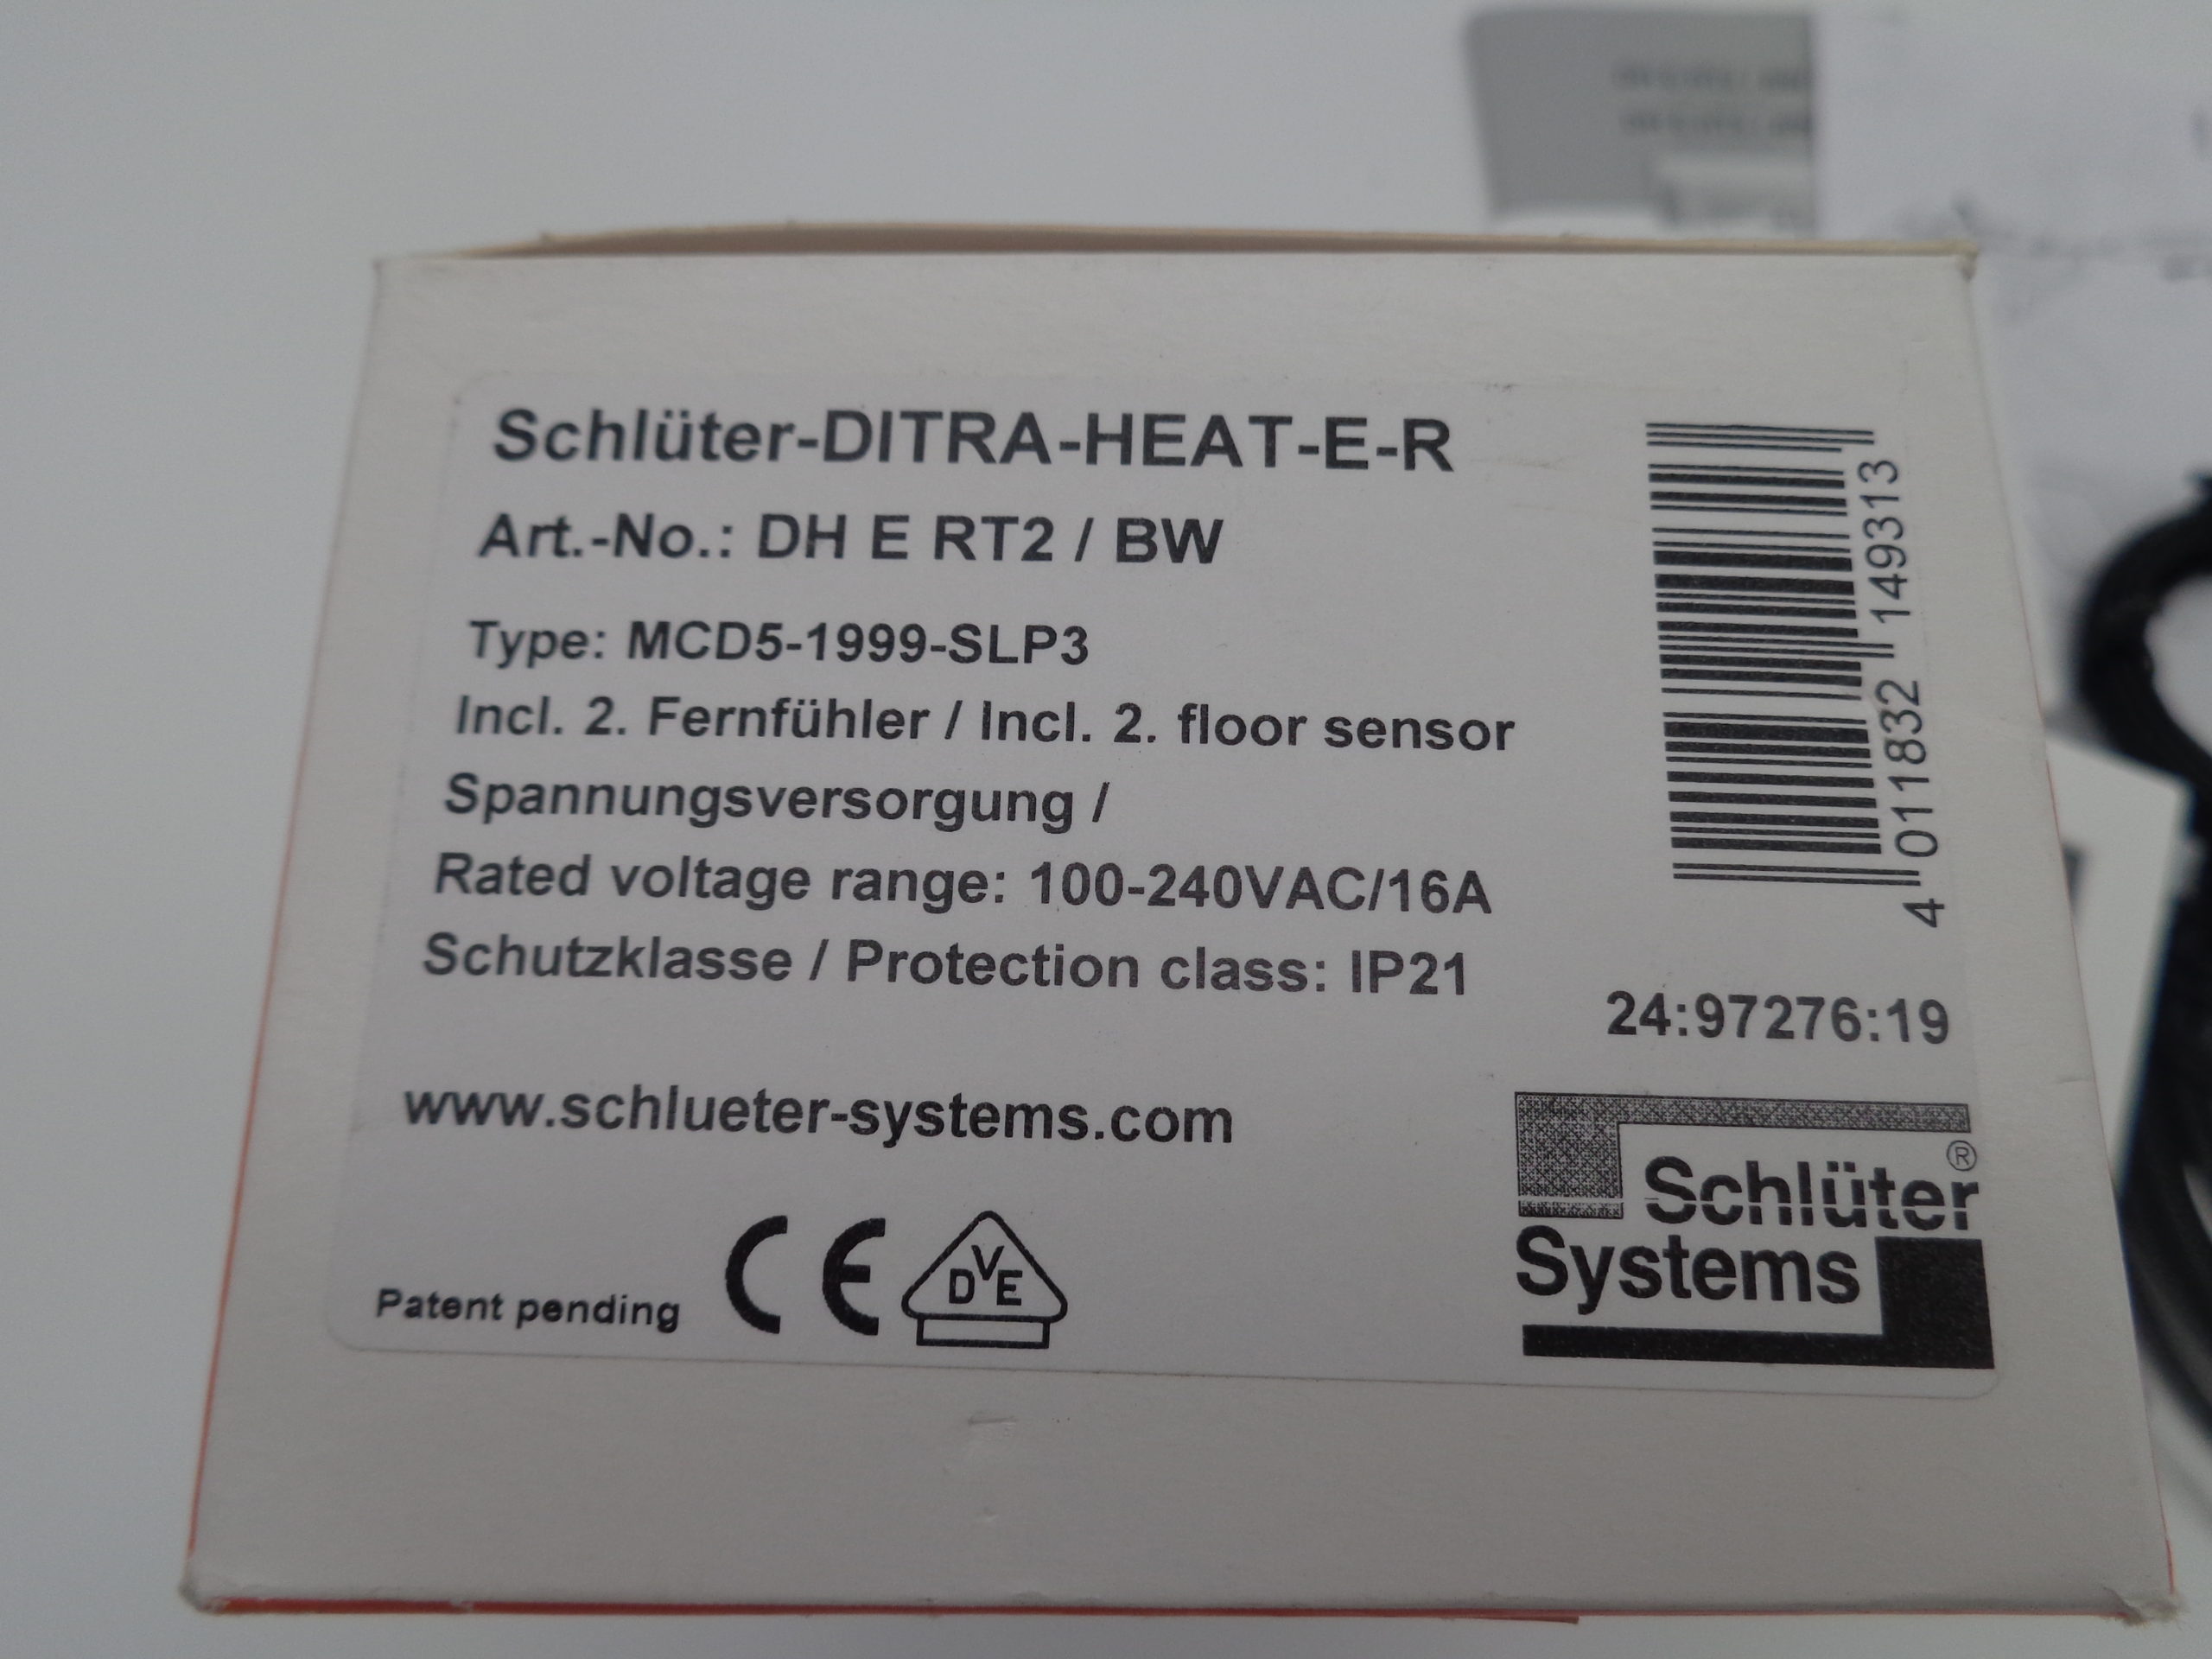 Schlüter-DITRA-HEAT-E-R
Art.-No.: DH E RT2 / BW
Type: MCD5-1999-SLP3
Incl. 2. Fernfühler / Incl. 2. floor sensor
Spannungsversorgung /
Rated voltage range: 100-240VAC/16A
Schutzklasse / Protection class: IP21
www.schlueter-systems.com
Patent pending CE DVE
4 011832 149313
24:97276:19
Schlüter®
Systems